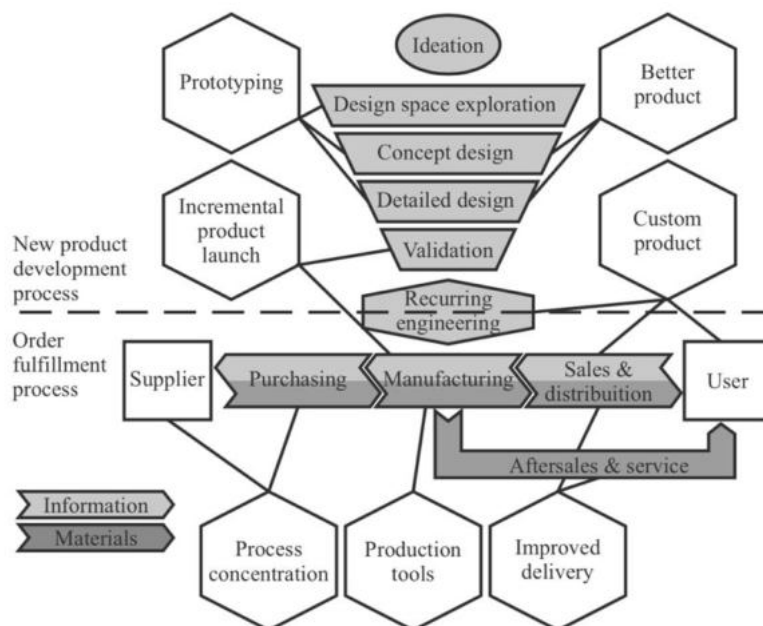 Ideation
Prototyping
Better
product
Design space exploration
Concept design
Detailed design
Validation
Incremental
product
launch
Custom
product
New product
development
process
Recurring
engineering
Order
fulfillment
process
Supplier
Purchasing
Manufacturing
Sales &
distribuition
User
Aftersales & service
Information
Materials
Process
concentration
Production
tools
Improved
delivery